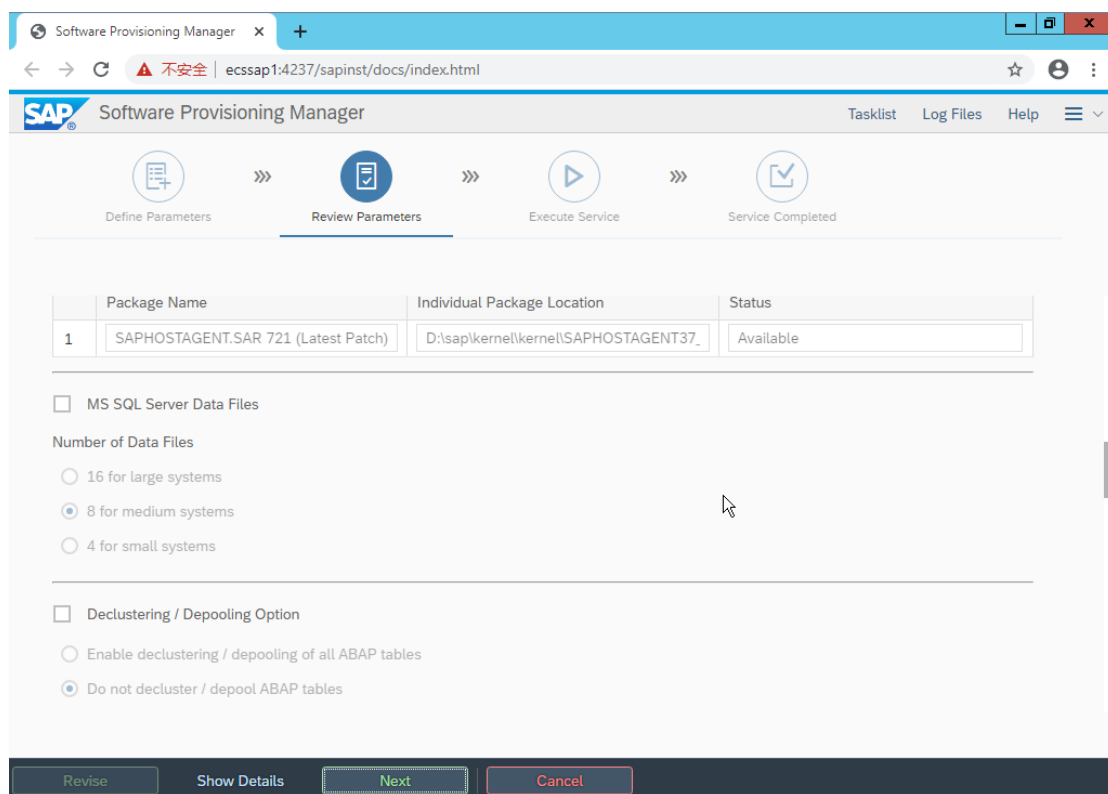 Software Provisioning Manager
不安全 ecssap1:4237/sapinst/docs/index.html
SAP Software Provisioning Manager Tasklist Log Files Help
Define Parameters Review Parameters Execute Service Service Completed
Package Name Individual Package Location Status
1 SAPHOSTAGENT.SAR 721 (Latest Patch) D:\sap\kernel\kernel\SAPHOSTAGENT37_ Available
MS SQL Server Data Files
Number of Data Files
16 for large systems
8 for medium systems
4 for small systems
Declustering / Depooling Option
Enable declustering / depooling of all ABAP tables
Do not decluster / depool ABAP tables
Revise Show Details Next Cancel